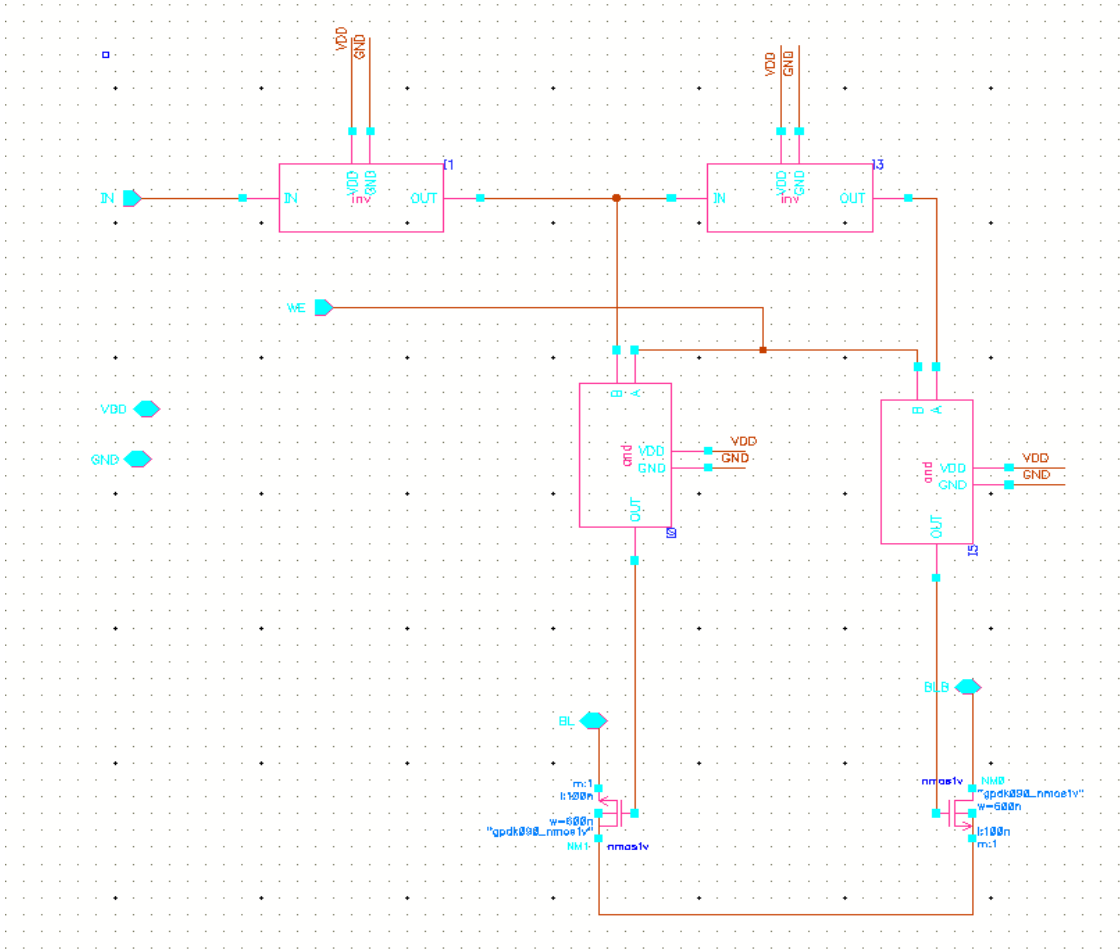 VDD
GND
VDD
GND
I1
I3
IN
IN
VDD
GND
inv
OUT
IN
VDD
GND
inv
OUT
WE
B
A
B
A
VDD
GND
and
VDD
GND
VDD
GND
OUT
and
VDD
GND
VDD
GND
OUT
I5
BLB
BL
m:1
l:100n
w=600n
"gpdk090_nmos1v"
NM1
nmos1v
nmos1v
NM0
"gpdk090_nmos1v"
w=600n
l:100n
m:1